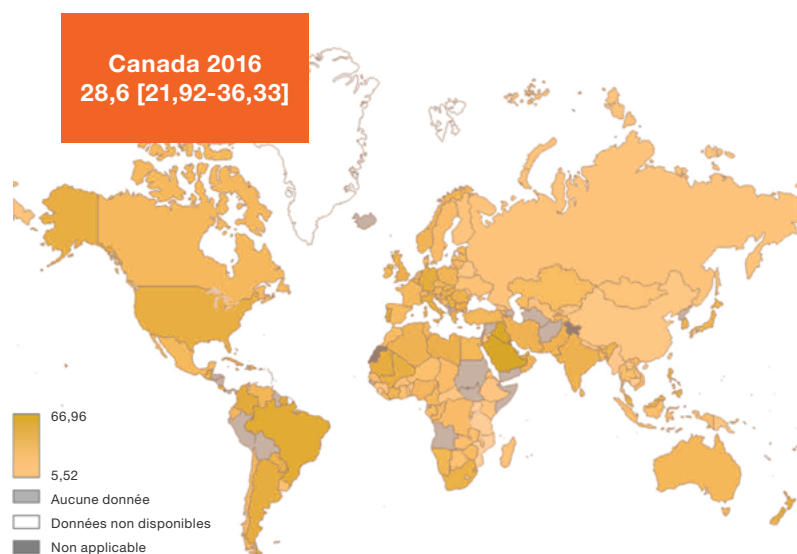 Canada 2016
28,6 [21,92-36,33]
66,96
5,52
Aucune donnée
Données non disponibles
Non applicable